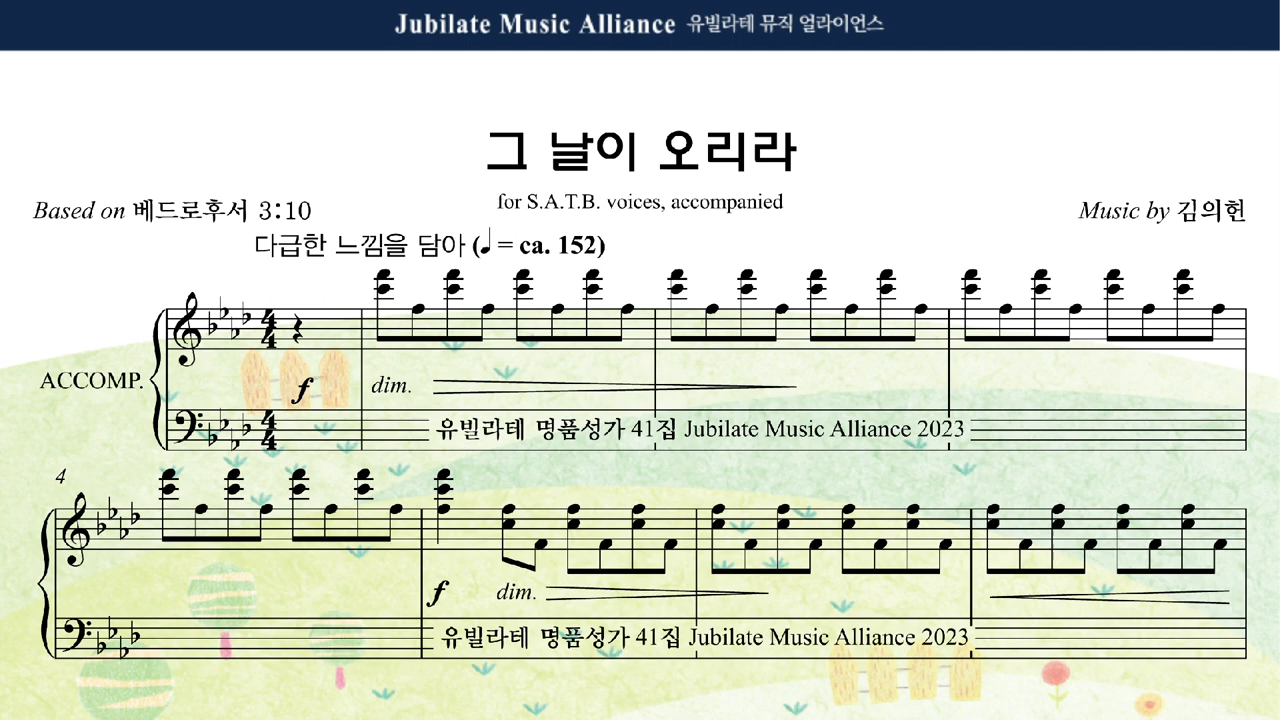 Jubilate Music Alliance 유빌라테 뮤직 얼라이언스
그 날이 오리라
for S.A.T.B. voices, accompanied
Based on 베드로후서 3:10
Music by 김의헌
다급한 느낌을 담아 (♩ = ca. 152)
ACCOMP.
f dim.
유빌라테 명품성가 41집 Jubilate Music Alliance 2023
4
f dim.
유빌라테 명품성가 41집 Jubilate Music Alliance 2023